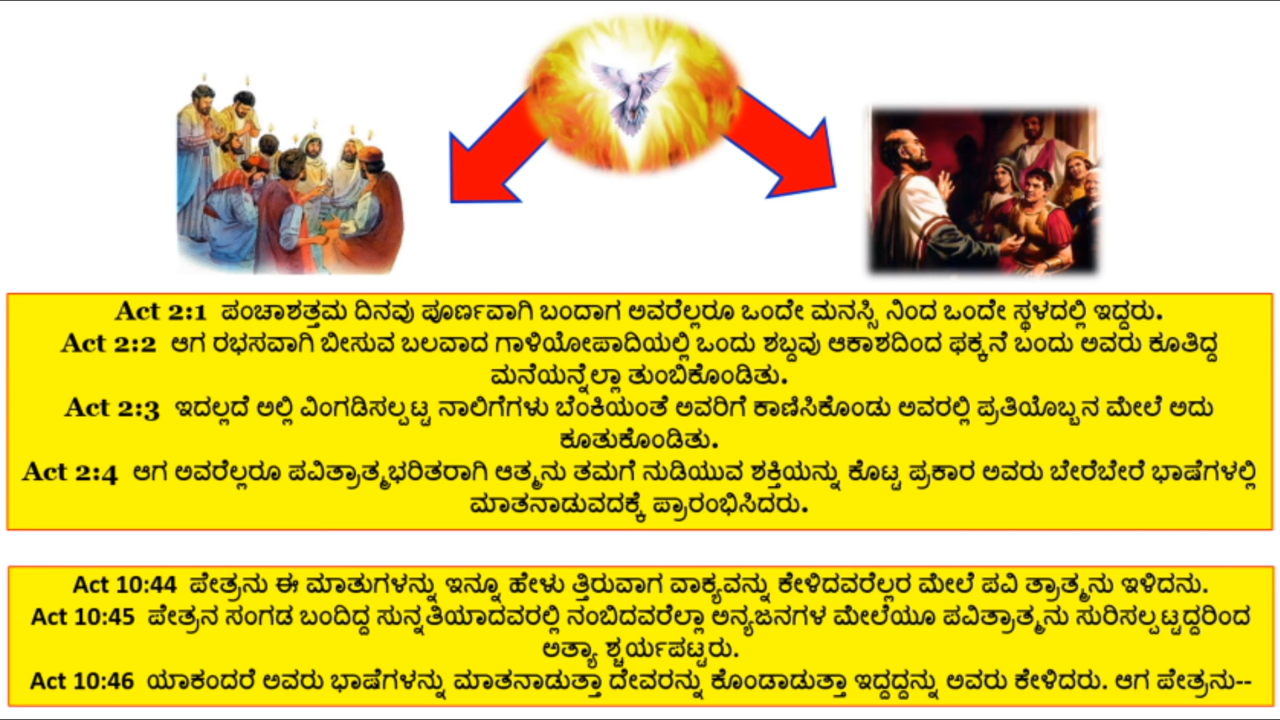 Act 2:1 ಪಂಚಾಶತ್ತಮ ದಿನವು ಪೂರ್ಣವಾಗಿ ಬಂದಾಗ ಅವರೆಲ್ಲರೂ ಒಂದೇ ಮನಸ್ಸಿ ನಿಂದ ಒಂದೇ ಸ್ಥಳದಲ್ಲಿ ಇದ್ದರು.
Act 2:2 ಆಗ ರಭಸವಾಗಿ ಬೀಸುವ ಬಲವಾದ ಗಾಳಿಯೋಪಾದಿಯಲ್ಲಿ ಒಂದು ಶಬ್ದವು ಆಕಾಶದಿಂದ ಫಕ್ಕನೆ ಬಂದು ಅವರು ಕೂತಿದ್ದ
ಮನೆಯನ್ನೆಲ್ಲಾ ತುಂಬಿಕೊಂಡಿತು.
Act 2:3 ಇದಲ್ಲದೆ ಅಲ್ಲಿ ವಿಂಗಡಿಸಲ್ಪಟ್ಟ ನಾಲಿಗೆಗಳು ಬೆಂಕಿಯಂತೆ ಅವರಿಗೆ ಕಾಣಿಸಿಕೊಂಡು ಅವರಲ್ಲಿ ಪ್ರತಿಯೊಬ್ಬನ ಮೇಲೆ ಅದು
ಕೂತುಕೊಂಡಿತು.
Act 2:4 ಆಗ ಅವರೆಲ್ಲರೂ ಪವಿತ್ರಾತ್ಮಭರಿತರಾಗಿ ಆತ್ಮನು ತಮಗೆ ನುಡಿಯುವ ಶಕ್ತಿಯನ್ನು ಕೊಟ್ಟ ಪ್ರಕಾರ ಅವರು ಬೇರೆಬೇರೆ ಭಾಷೆಗಳಲ್ಲಿ
ಮಾತನಾಡುವದಕ್ಕೆ ಪ್ರಾರಂಭಿಸಿದರು.
Act 10:44 ಪೇತ್ರನು ಈ ಮಾತುಗಳನ್ನು ಇನ್ನೂ ಹೇಳು ತ್ತಿರುವಾಗ ವಾಕ್ಯವನ್ನು ಕೇಳಿದವರೆಲ್ಲರ ಮೇಲೆ ಪವಿ ತ್ರಾತ್ಮನು ಇಳಿದನು.
Act 10:45 ಪೇತ್ರನ ಸಂಗಡ ಬಂದಿದ್ದ ಸುನ್ನತಿಯಾದವರಲ್ಲಿ ನಂಬಿದವರೆಲ್ಲಾ ಅನ್ಯಜನಗಳ ಮೇಲೆಯೂ ಪವಿತ್ರಾತ್ಮನು ಸುರಿಸಲ್ಪಟ್ಟದ್ದರಿಂದ
ಅತ್ಯಾ ಶ್ಚರ್ಯಪಟ್ಟರು.
Act 10:46 ಯಾಕಂದರೆ ಅವರು ಭಾಷೆಗಳನ್ನು ಮಾತನಾಡುತ್ತಾ ದೇವರನ್ನು ಕೊಂಡಾಡುತ್ತಾ ಇದ್ದದ್ದನ್ನು ಅವರು ಕೇಳಿದರು. ಆಗ ಪೇತ್ರನು--